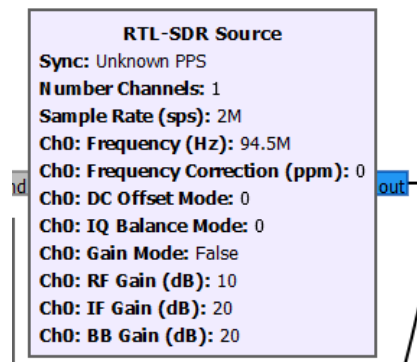 RTL-SDR Source
Sync: Unknown PPS
Number Channels: 1
Sample Rate (sps): 2M
Ch0: Frequency (Hz): 94.5M
Ch0: Frequency Correction (ppm): 0
nd
out
Ch0: DC Offset Mode: 0
Ch0: IQ Balance Mode: 0
Ch0: Gain Mode: False
Ch0: RF Gain (dB): 10
Ch0: IF Gain (dB): 20
Ch0: BB Gain (dB): 20